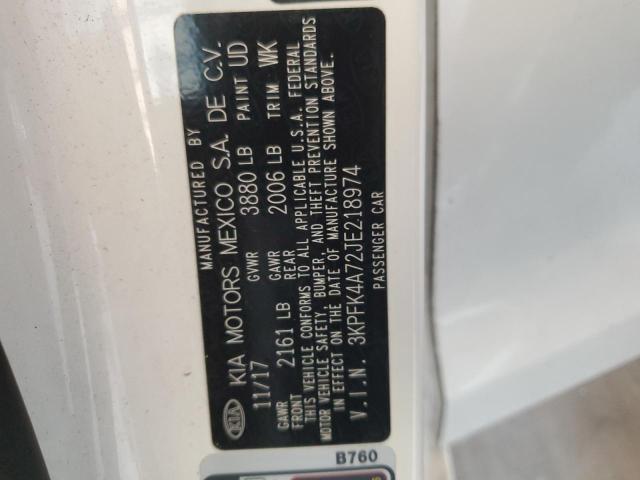 MANUFACTURED BY
KIA KIA MOTORS MEXICO S.A. DE C.V.
11/17 GVWR 3880 LB PAINT UD
GAWR FRONT 2161 LB GAWR REAR 2006 LB TRIM WK
THIS VEHICLE CONFORMS TO ALL APPLICABLE U.S.A. FEDERAL
MOTOR VEHICLE SAFETY, BUMPER, AND THEFT PREVENTION STANDARDS
IN EFFECT ON THE DATE OF MANUFACTURE SHOWN ABOVE.
V.I.N. 3KPFK4A72JE218974
PASSENGER CAR
B760